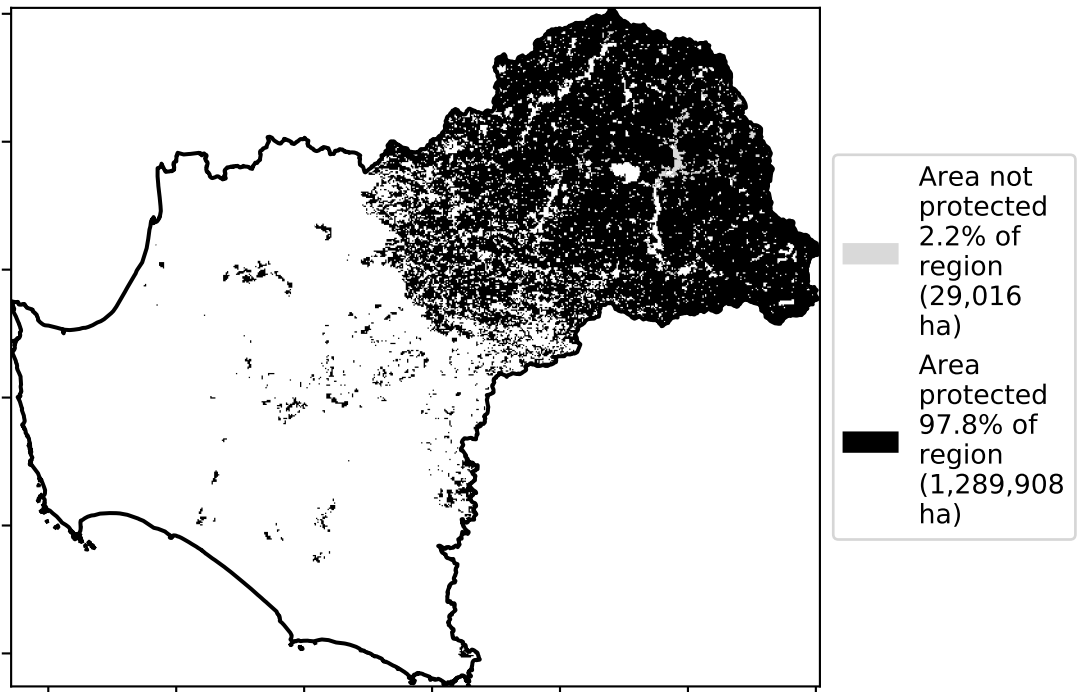 Area not
protected
2.2% of
region
(29,016
ha)
Area
protected
97.8% of
region
(1,289,908
ha)